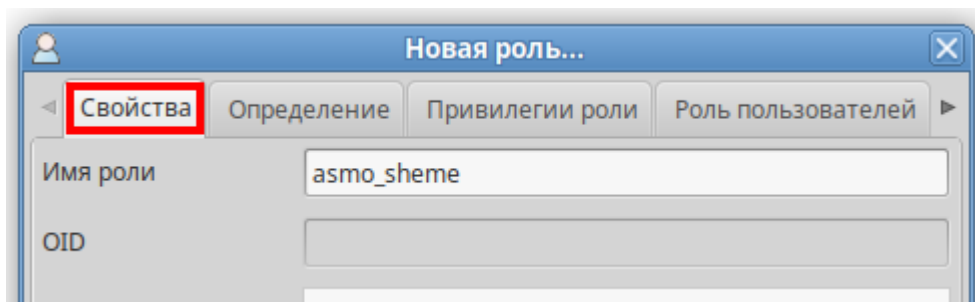 Новая роль...
Свойства Определение Привилегии роли Роль пользователей
Имя роли asmo_sheme
OID